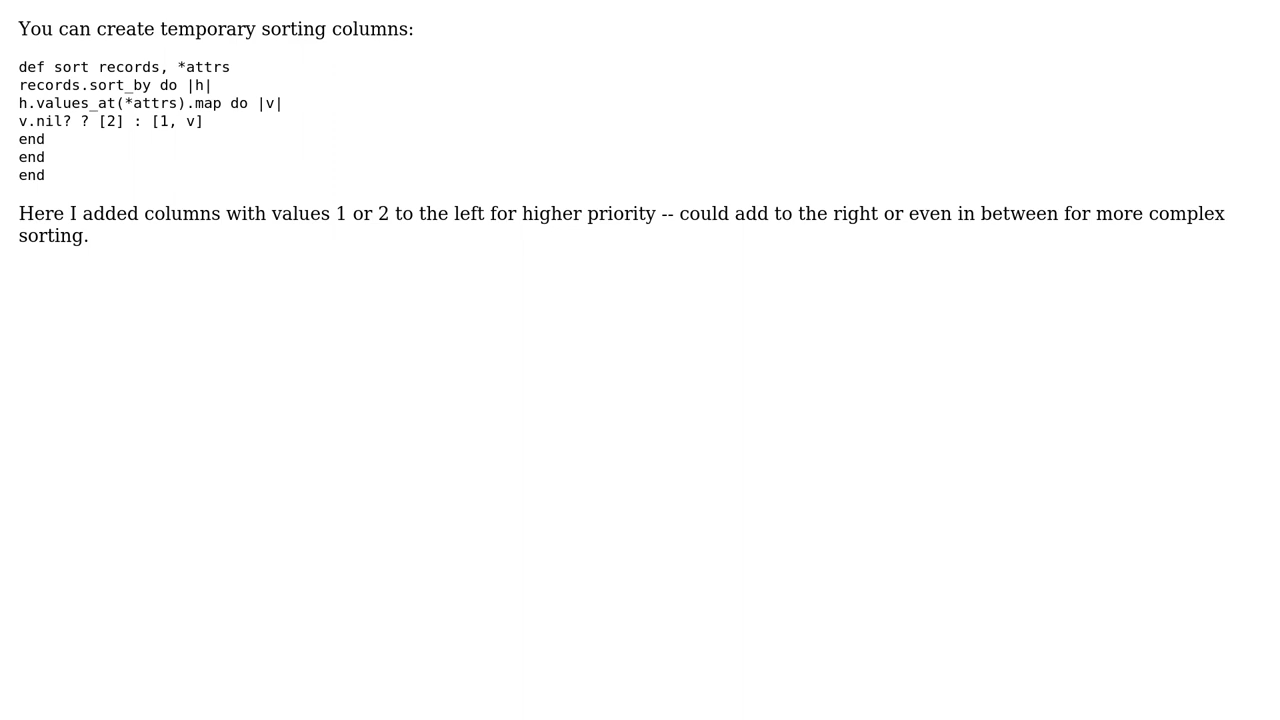 You can create temporary sorting columns:
def sort records, *attrs
records.sort_by do |h|
h.values_at(*attrs).map do |v|
v.nil? ? [2] : [1, v]
end
end
end
Here I added columns with values 1 or 2 to the left for higher priority -- could add to the right or even in between for more complex
sorting.